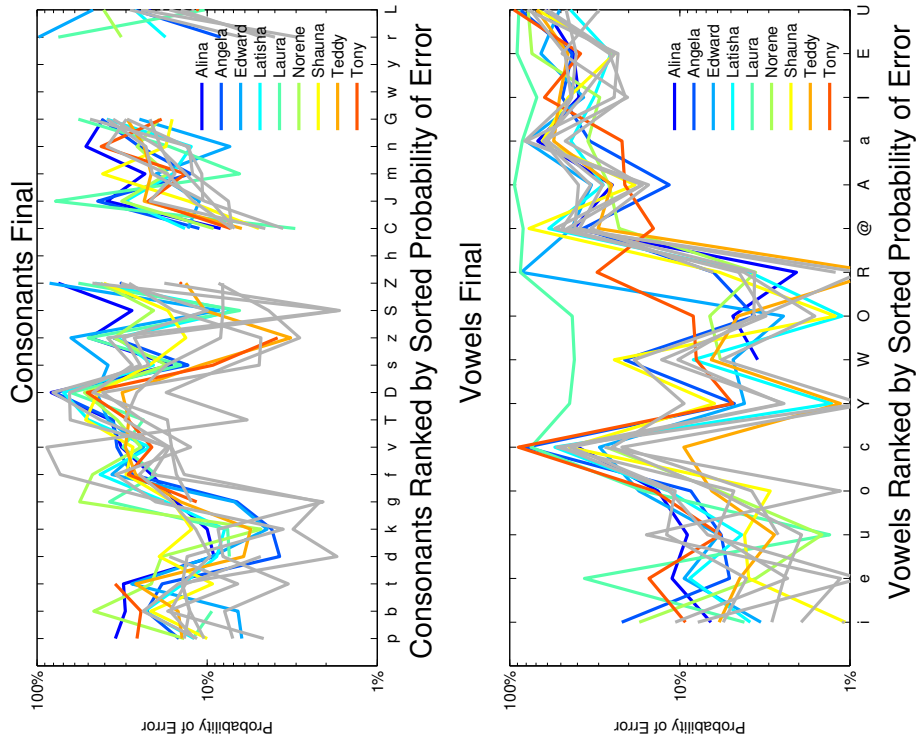 Consonants Final
100%
10%
1%
Probability of Error
p b t d k g f v T D s z S Z h C J m n G w y r L
Alina
Angela
Edward
Latisha
Laura
Norene
Shauna
Teddy
Tony
Consonants Ranked by Sorted Probability of Error
Vowels Final
100%
10%
1%
Probability of Error
i e u o c Y W O R @ A a I E U
Alina
Angela
Edward
Latisha
Laura
Norene
Shauna
Teddy
Tony
Vowels Ranked by Sorted Probability of Error